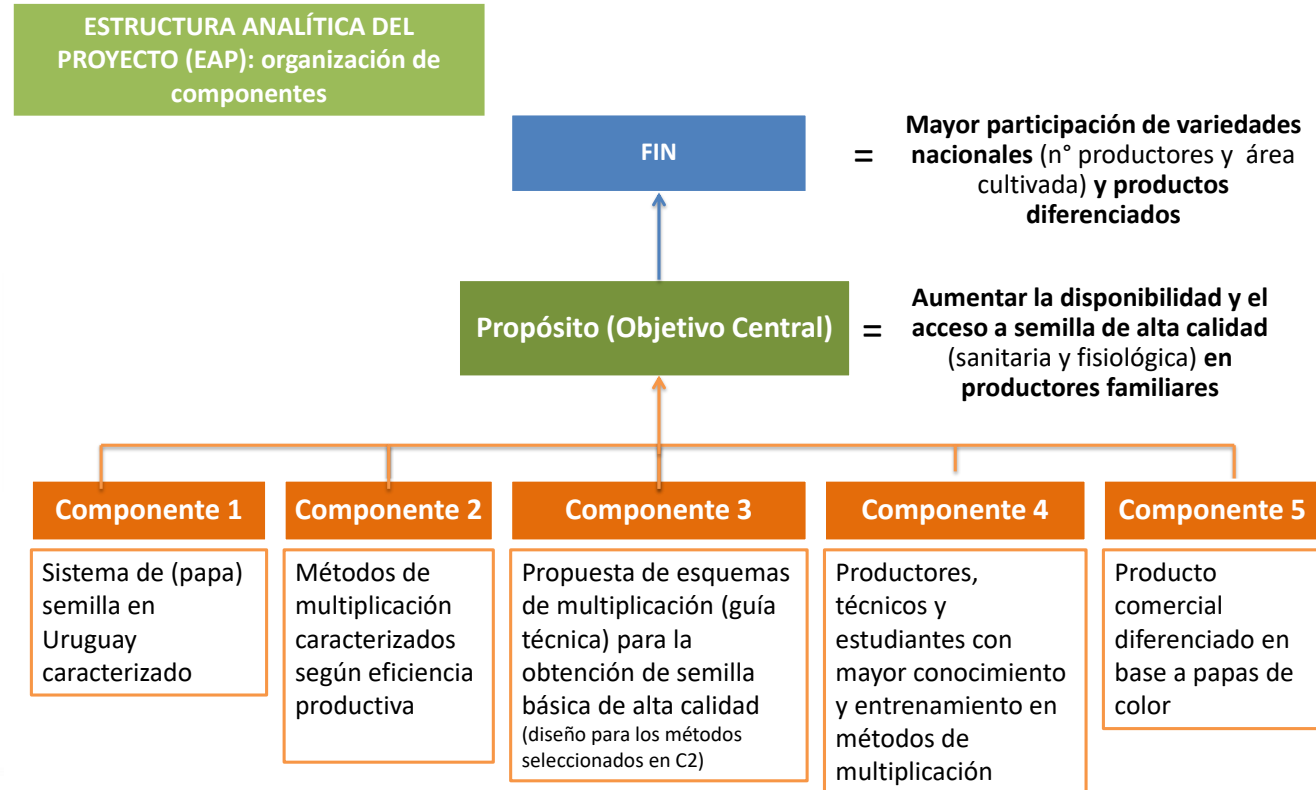 ESTRUCTURA ANALÍTICA DEL
PROYECTO (EAP): organización de
componentes
FIN
=
Mayor participación de variedades
nacionales (n° productores y área
cultivada) y productos
diferenciados
Propósito (Objetivo Central)
=
Aumentar la disponibilidad y el
acceso a semilla de alta calidad
(sanitaria y fisiológica) en
productores familiares
Componente 1
Sistema de (papa)
semilla en
Uruguay
caracterizado
Componente 2
Métodos de
multiplicación
caracterizados
según eficiencia
productiva
Componente 3
Propuesta de esquemas
de multiplicación (guía
técnica) para la
obtención de semilla
básica de alta calidad
(diseño para los métodos
seleccionados en C2)
Componente 4
Productores,
técnicos y
estudiantes con
mayor conocimiento
y entrenamiento en
métodos de
multiplicación
Componente 5
Producto
comercial
diferenciado en
base a papas de
color